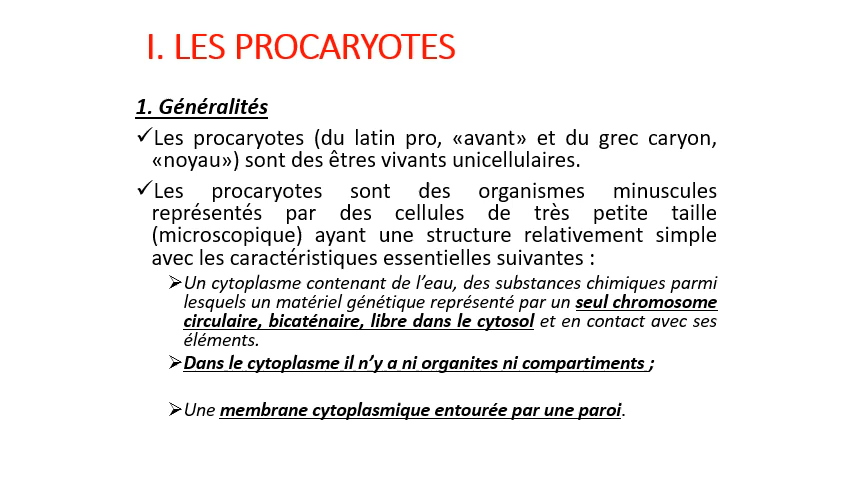 I. LES PROCARYOTES
1. Généralités
✓Les procaryotes (du latin pro, «avant» et du grec caryon,
«noyau») sont des êtres vivants unicellulaires.
✓Les procaryotes sont des organismes minuscules
représentés par des cellules de très petite taille
(microscopique) ayant une structure relativement simple
avec les caractéristiques essentielles suivantes :
➢Un cytoplasme contenant de l’eau, des substances chimiques parmi
lesquels un matériel génétique représenté par un seul chromosome
circulaire, bicaténaire, libre dans le cytosol et en contact avec ses
éléments.
➢Dans le cytoplasme il n’y a ni organites ni compartiments ;
➢Une membrane cytoplasmique entourée par une paroi.